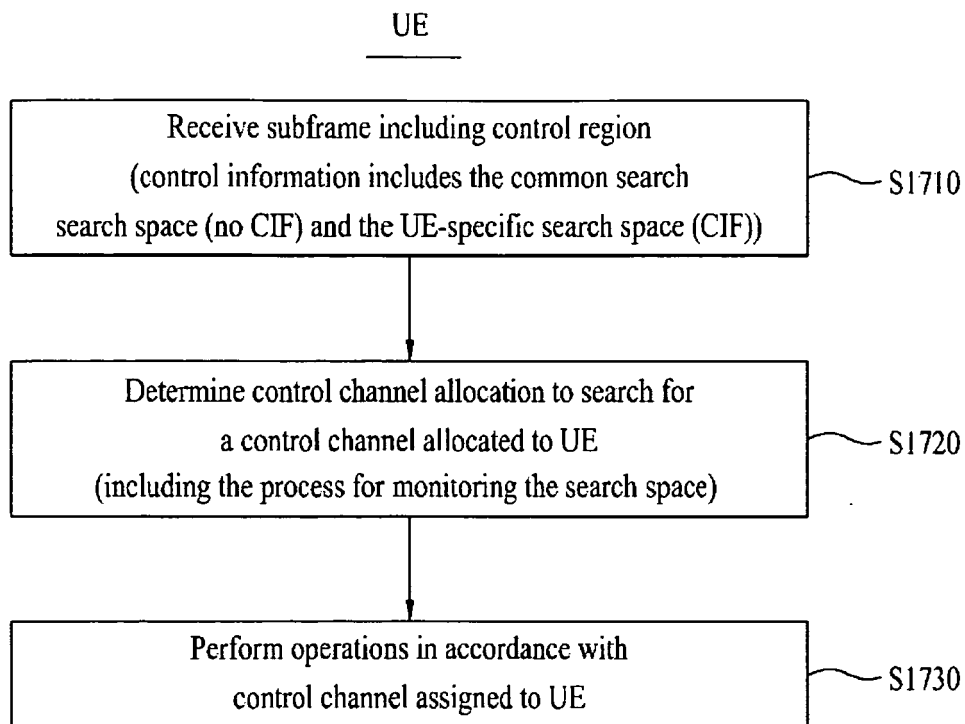 UE
Receive subframe including control region
(control information includes the common search
search space (no CIF) and the UE-specific search space (CIF))
S1710
Determine control channel allocation to search for
a control channel allocated to UE
(including the process for monitoring the search space)
S1720
Perform operations in accordance with
control channel assigned to UE
S1730